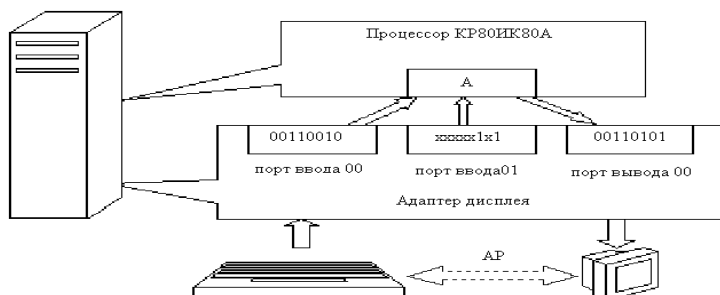 Процессор КР80ИК80А
А
00110010
xxxxx1x1
00110101
порт ввода 00
порт ввода01
порт вывода 00
Адаптер дисплея
АР